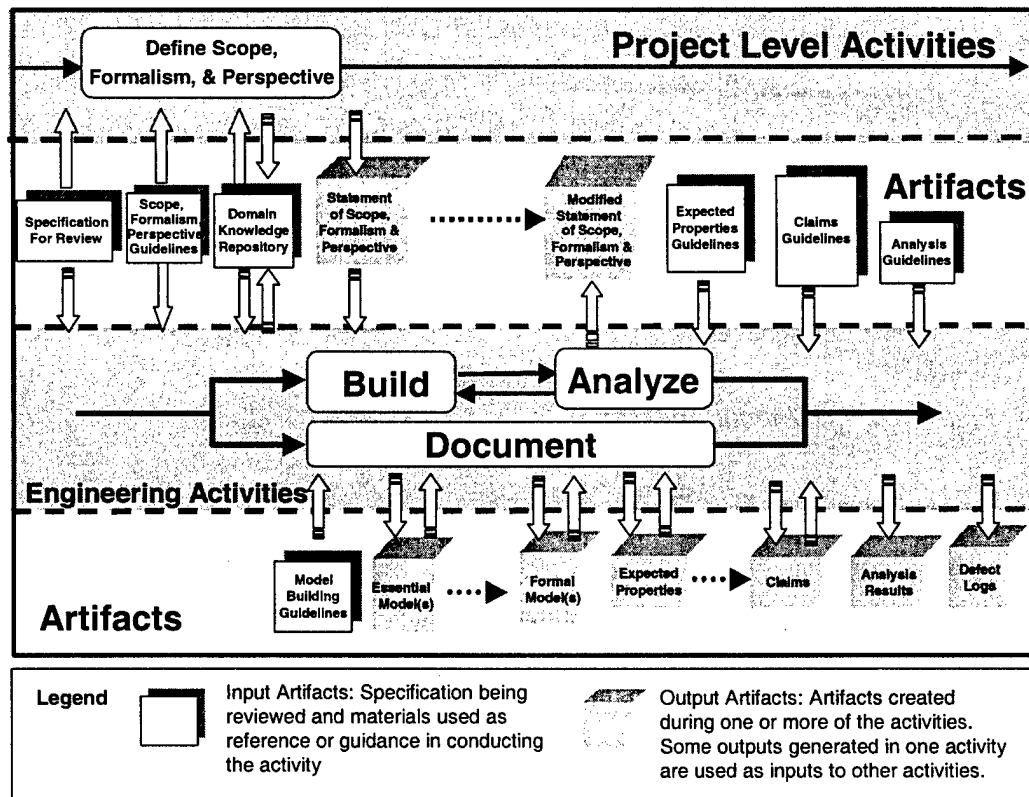 Define Scope,
Formalism, & Perspective
Project Level Activities
Specification
For Review
Scope,
Formalism,
Perspective
Guidelines
Domain
Knowledge
Repository
Statement
of Scope,
Formalism &
Perspective
Modified
Statement
of Scope,
Formalism &
Perspective
Expected
Properties
Guidelines
Claims
Guidelines
Artifacts
Analysis
Guidelines
Build
Analyze
Document
Engineering Activities
Artifacts
Model
Building
Guidelines
Essential
Model(s)
Formal
Model(s)
Expected
Properties
Claims
Analysis
Results
Defect
Logs
Legend
Input Artifacts: Specification being
reviewed and materials used as
reference or guidance in conducting
the activity
Output Artifacts: Artifacts created
during one or more of the activities.
Some outputs generated in one activity
are used as inputs to other activities.